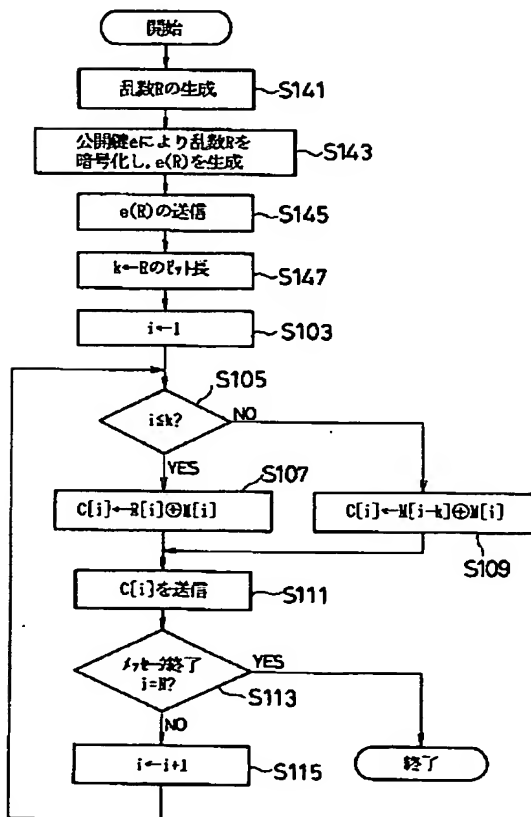 開始
乱数Rの生成
S141
公開鍵eにより乱数Rを
暗号化し,e(R)を生成
S143
e(R)の送信
S145
k←Rのビット長
S147
i←1
S103
S105
i≤k?
NO
YES
S107
C[i]←R[i]⊕M[i]
C[i]←M[i-k]⊕M[i]
S109
C[i]を送信
S111
メッセージ終了
i=N?
YES
S113
NO
i←i+1
S115
終了